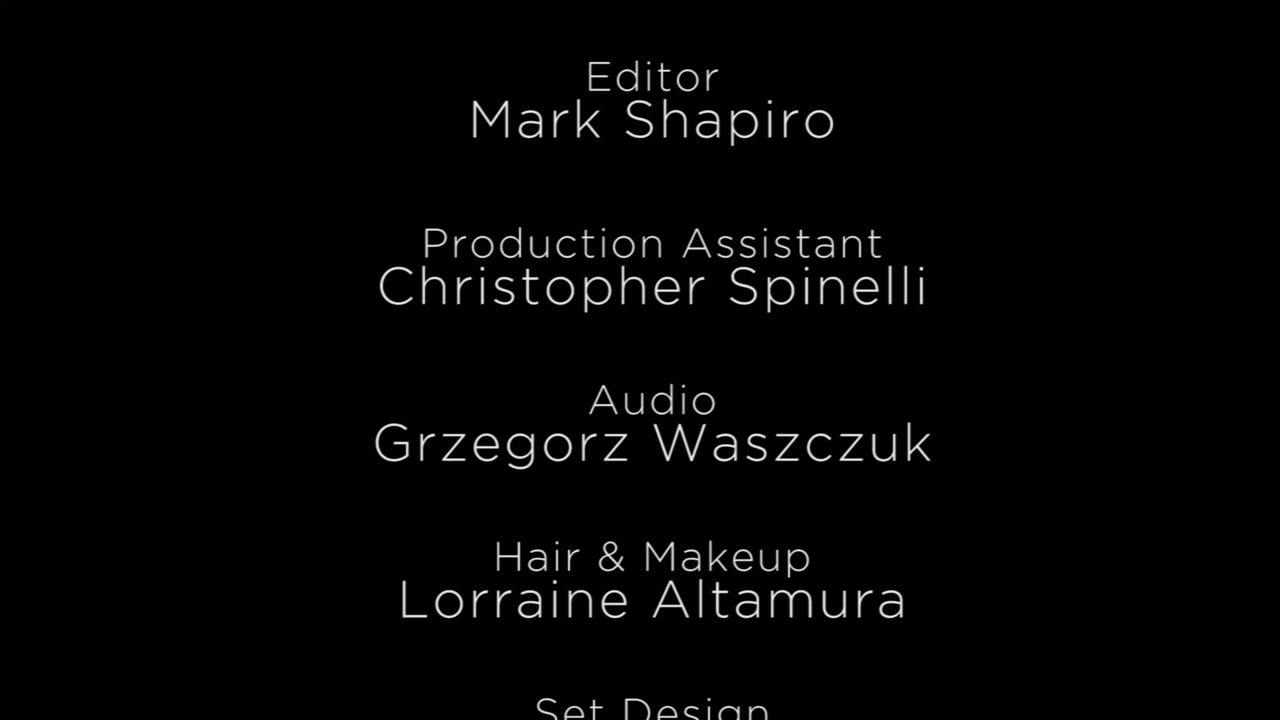 Editor
Mark Shapiro
Production Assistant
Christopher Spinelli
Audio
Grzegorz Waszczuk
Hair & Makeup
Lorraine Altamura
Set Design